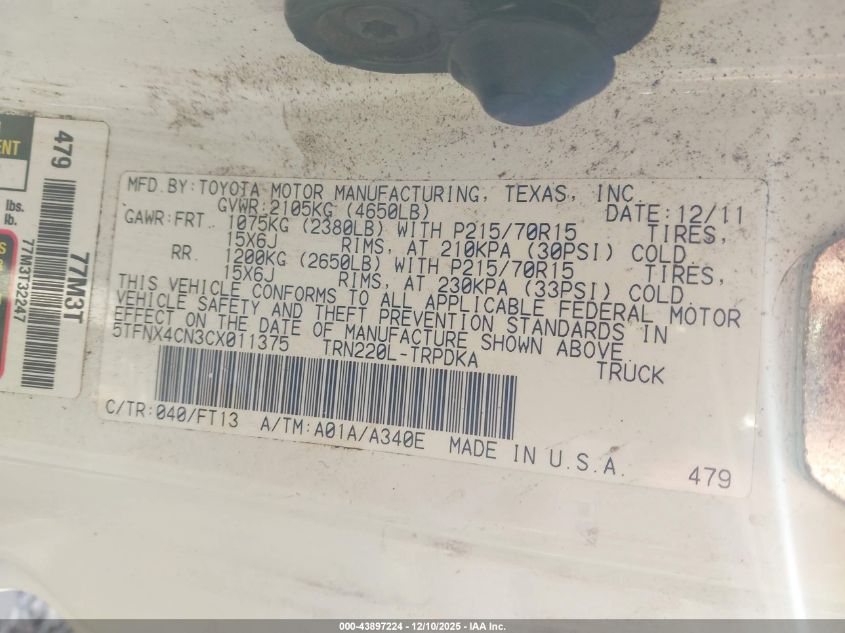 MFD.BY:TOYOTA MOTOR MANUFACTURING, TEXAS, INC.
GVWR:2105KG (4650LB) DATE:12/11
GAWR:FRT. 1075KG (2380LB) WITH P215/70R15 TIRES,
15X6J RIMS, AT 210KPA (30PSI) COLD
RR. 1200KG (2650LB) WITH P215/70R15 TIRES,
15X6J RIMS, AT 230KPA (33PSI) COLD.
THIS VEHICLE CONFORMS TO ALL APPLICABLE FEDERAL MOTOR
VEHICLE SAFETY AND THEFT PREVENTION STANDARDS IN
EFFECT ON THE DATE OF MANUFACTURE SHOWN ABOVE.
5TFNX4CN3CX011375 TRN220L-TRPDKA TRUCK
C/TR:040/FT13 A/TM:A01A/A340E MADE IN U.S.A.
479
479
77M3T
77M3T32247
ENT
lbs.
lb.
000-43897224 - 12/10/2025 - IAA Inc.